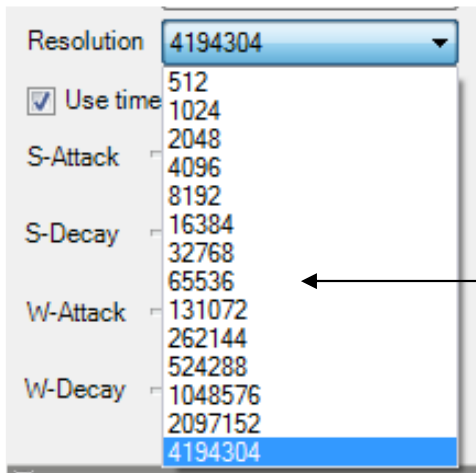 Resolution 4194304
512
Use time 1024
2048
S-Attack 4096
8192
S-Decay 16384
32768
65536
W-Attack 131072
262144
524288
W-Decay 1048576
2097152
4194304